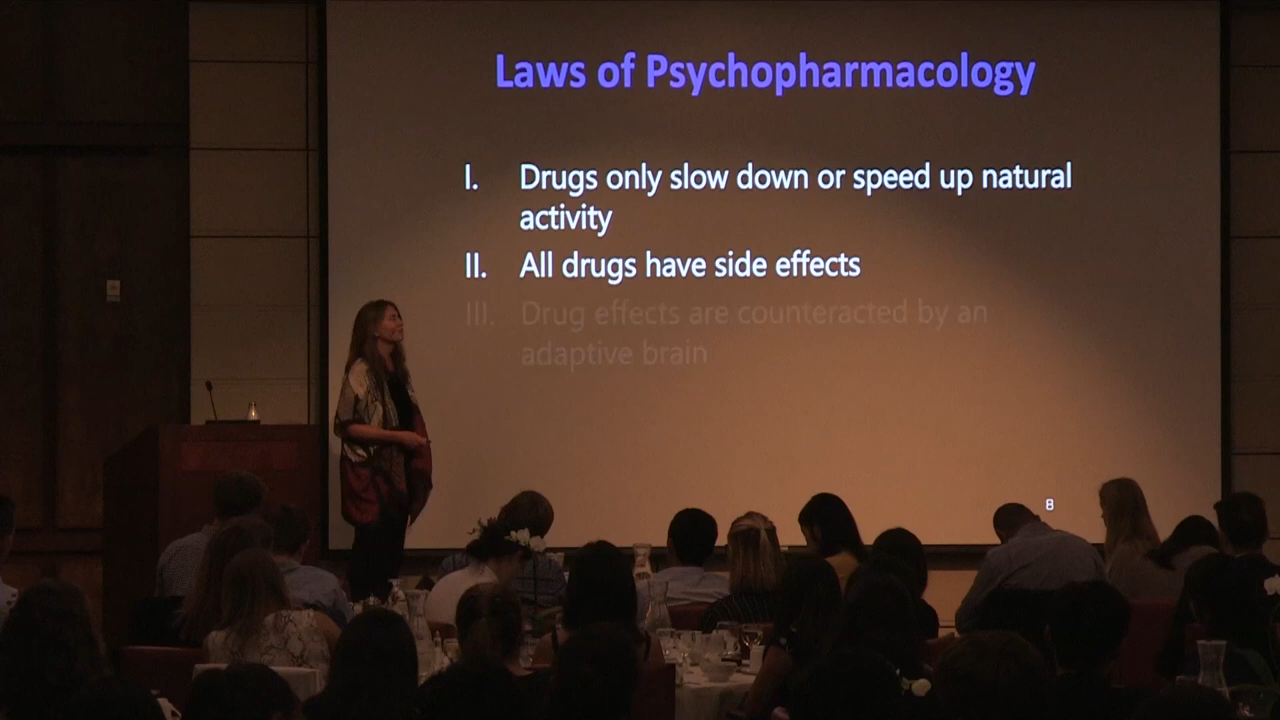 Laws of Psychopharmacology
I. Drugs only slow down or speed up natural
activity
II. All drugs have side effects
III. Drug effects are counteracted by an
adaptive brain
8